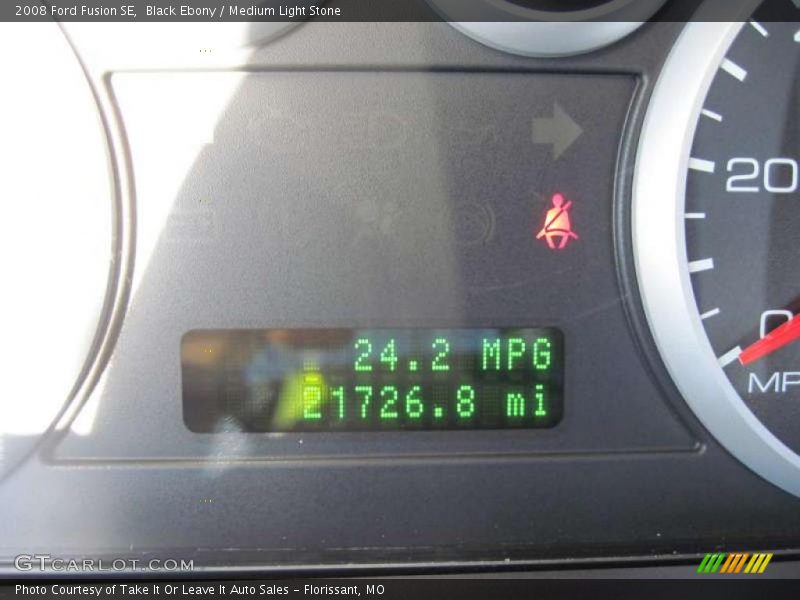 2008 Ford Fusion SE,  Black Ebony / Medium Light Stone
20
24.2 MPG
0
21726.8 mi
GTCARLOT.COM
Photo Courtesy of Take It Or Leave It Auto Sales - Florissant, MO